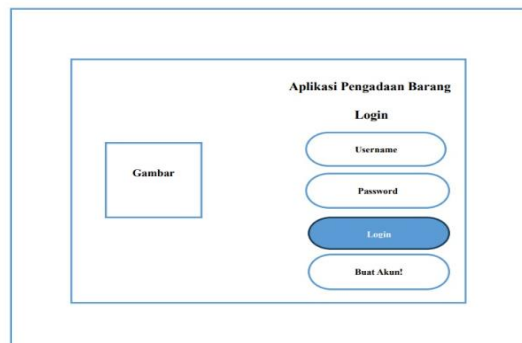 Aplikasi Pengadaan Barang
Login
Username
Gambar
Password
Login
Buat Akun!